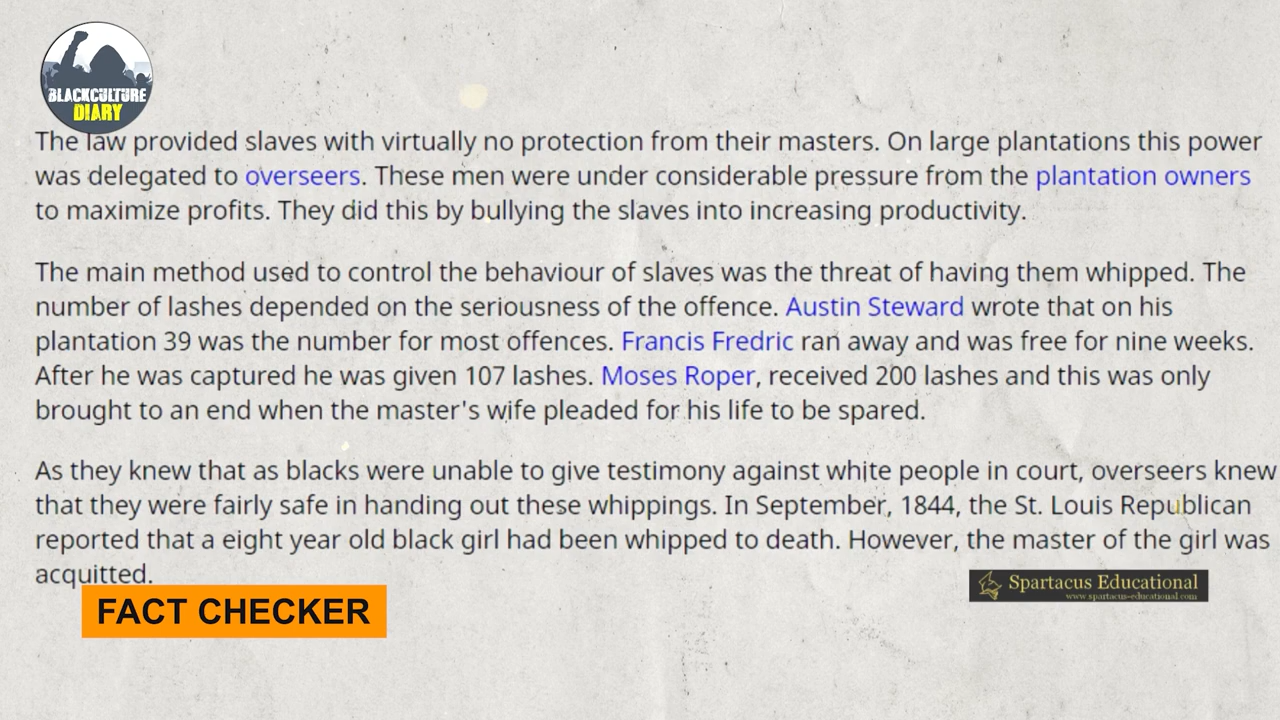 BLACKCULTURE
DIARY
The law provided slaves with virtually no protection from their masters. On large plantations this power
was delegated to overseers. These men were under considerable pressure from the plantation owners
to maximize profits. They did this by bullying the slaves into increasing productivity.
The main method used to control the behaviour of slaves was the threat of having them whipped. The
number of lashes depended on the seriousness of the offence. Austin Steward wrote that on his
plantation 39 was the number for most offences. Francis Fredric ran away and was free for nine weeks.
After he was captured he was given 107 lashes. Moses Roper, received 200 lashes and this was only
brought to an end when the master's wife pleaded for his life to be spared.
As they knew that as blacks were unable to give testimony against white people in court, overseers knew
that they were fairly safe in handing out these whippings. In September, 1844, the St. Louis Republican
reported that a eight year old black girl had been whipped to death. However, the master of the girl was
acquitted.
Spartacus Educational
www.spartacus-educational.com
FACT CHECKER